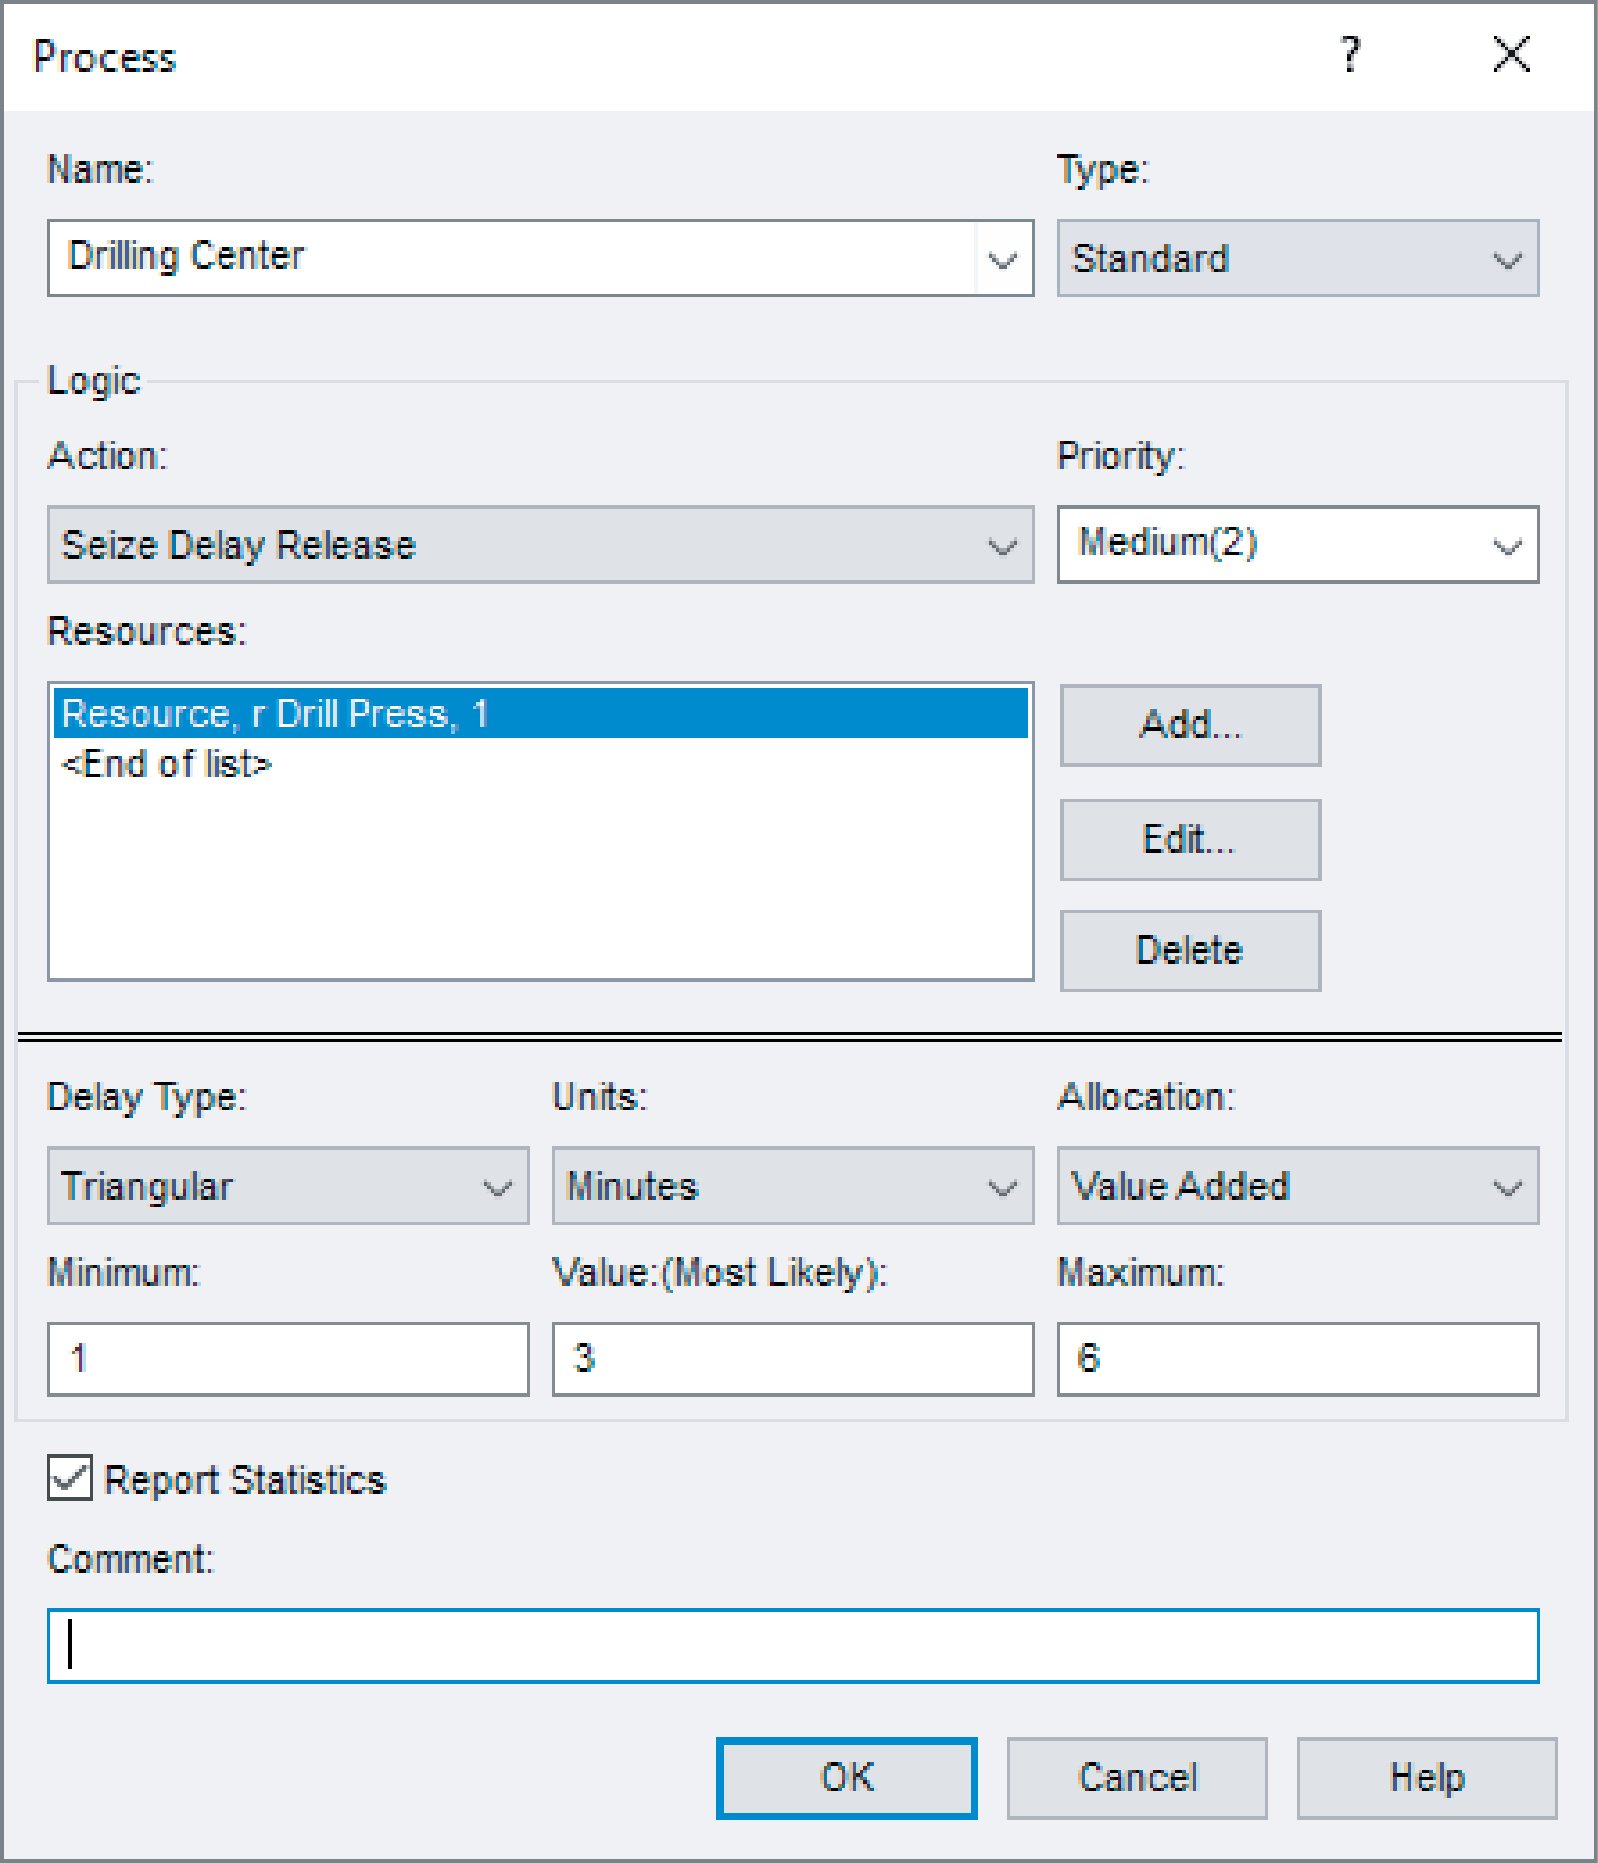 Process ?
Name: Type:
Drilling Center Standard
Logic
Action: Priority:
Seize Delay Release Medium(2)
Resources:
Resource, r Drill Press, 1 Add...
<End of list>
Edit...
Delete
Delay Type: Units: Allocation:
Triangular Minutes Value Added
Minimum: Value:(Most Likely): Maximum:
1 3 6
Report Statistics
Comment:
OK Cancel Help